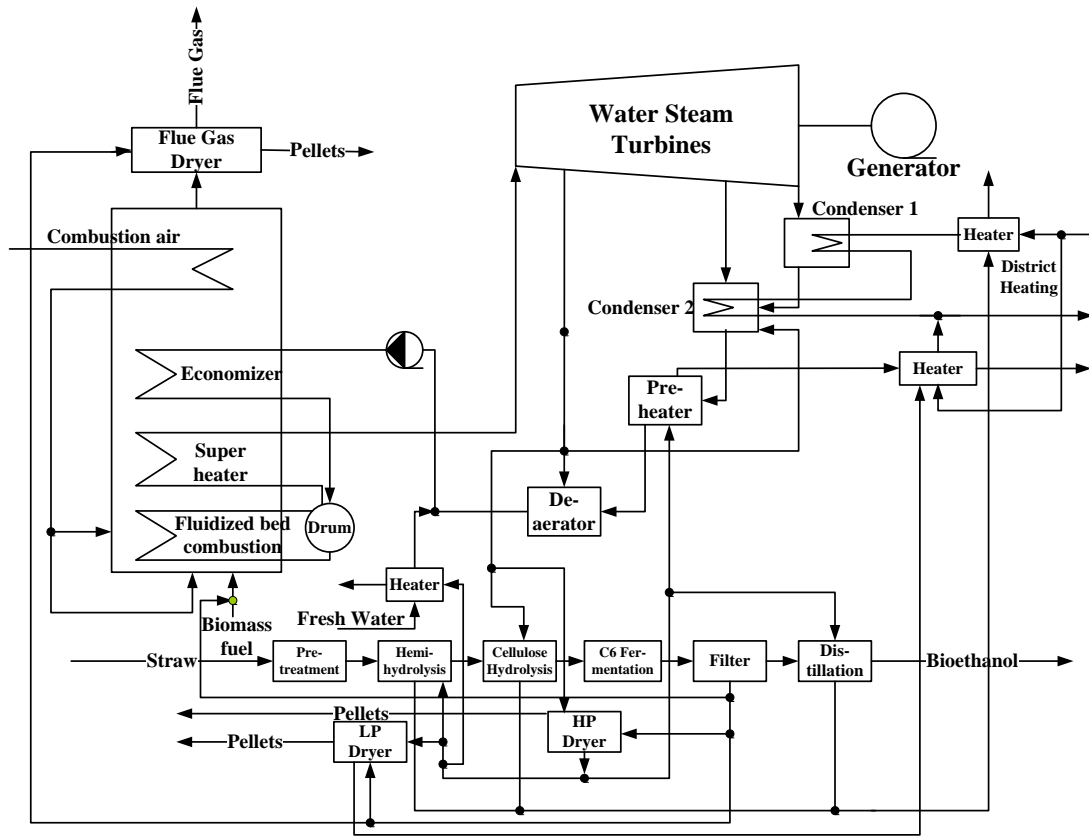 Flue Gas
Flue Gas
Dryer
Pellets
Water Steam
Turbines
Generator
Combustion air
Condenser 1
Heater
District
Heating
Condenser 2
Economizer
Heater
Pre-
heater
Super
heater
De-
aerator
Fluidized bed
combustion
Drum
Heater
Fresh Water
Biomass
fuel
Straw
Pre-
treatment
Hemi-
hydrolysis
Cellulose
Hydrolysis
C6 Fer-
mentation
Filter
Dis-
tillation
Bioethanol
Pellets
HP
Dryer
Pellets
LP
Dryer